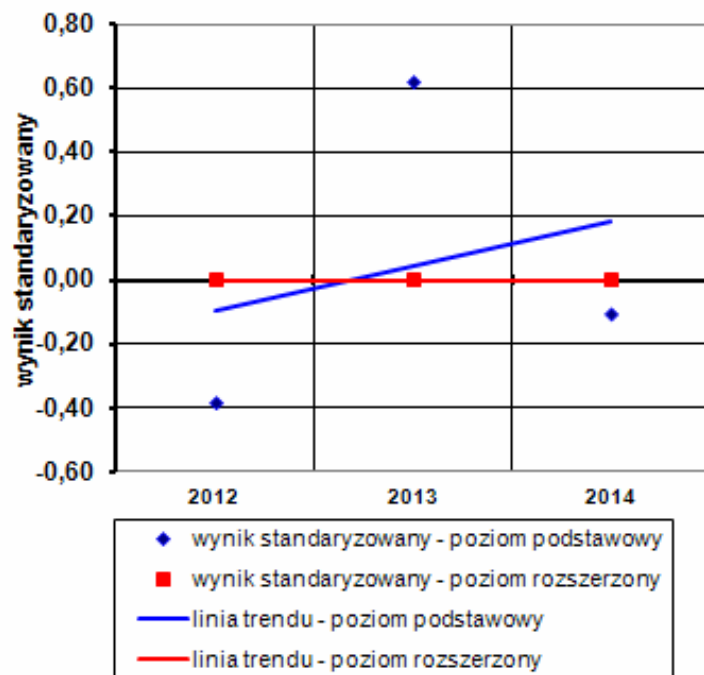 0,80
0,60
0,40
0,20
0,00
-0,20
-0,40
-0,60
wynik standaryzowany
2012 2013 2014
wynik standaryzowany - poziom podstawowy
wynik standaryzowany - poziom rozszerzony
linia trendu - poziom podstawowy
linia trendu - poziom rozszerzony